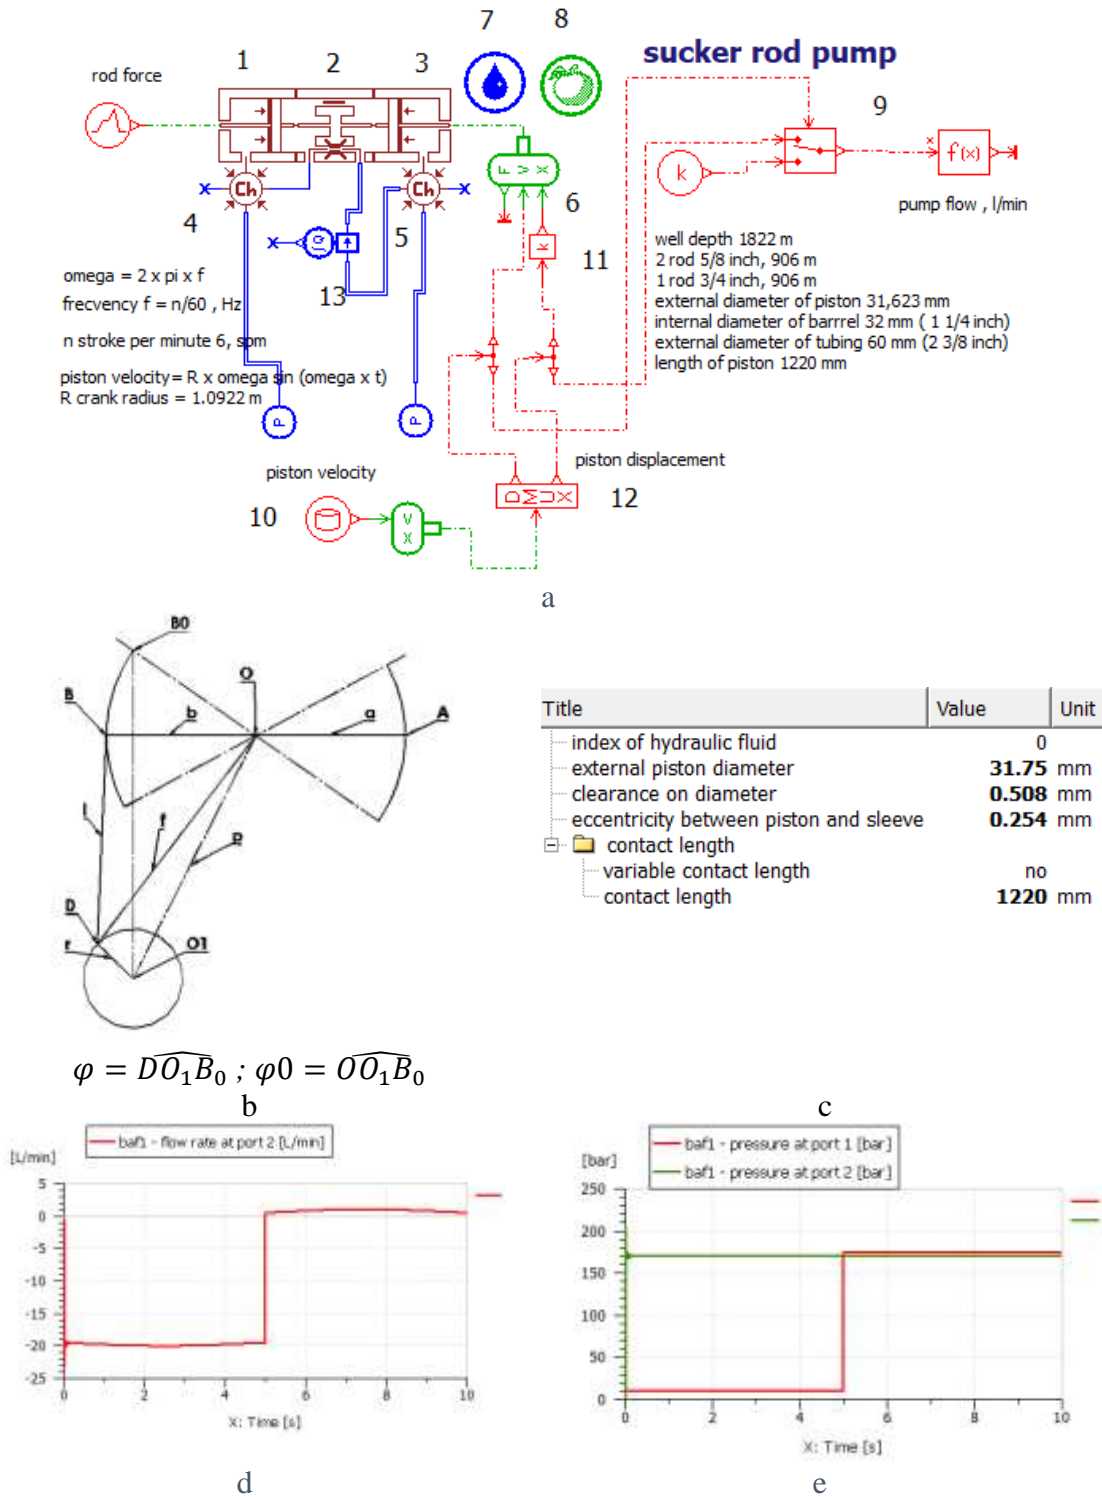 7 8
sucker rod pump
1 2 3
rod force
9
Ch Ch
k
x f(x)
F V X
4 5 6
pump flow , l/min
k 11
13
omega = 2 x pi x f
frecvency f = n/60 , Hz
n stroke per minute 6, spm
piston velocity= R x omega sin (omega x t)
R crank radius = 1.0922 m
well depth 1822 m
2 rod 5/8 inch, 906 m
1 rod 3/4 inch, 906 m
external diameter of piston 31,623 mm
internal diameter of barrrel 32 mm ( 1 1/4 inch)
external diameter of tubing 60 mm (2 3/8 inch)
length of piston 1220 mm
P P
piston velocity
piston displacement
10
V X
D M U X
12
a
B0
O
B b a A
l f p
D
r O1
φ = DO₁B₀ ; φ0 = OO₁B₀
b
Title Value Unit
index of hydraulic fluid 0
external piston diameter 31.75 mm
clearance on diameter 0.508 mm
eccentricity between piston and sleeve 0.254 mm
contact length
variable contact length no
contact length 1220 mm
c
baf1 - flow rate at port 2 [L/min]
[L/min]
5
0
-5
-10
-15
-20
-25
0 2 4 6 8 10
X: Time [s]
d
baf1 - pressure at port 1 [bar]
baf1 - pressure at port 2 [bar]
[bar]
250
200
150
100
50
0
0 2 4 6 8 10
X: Time [s]
e